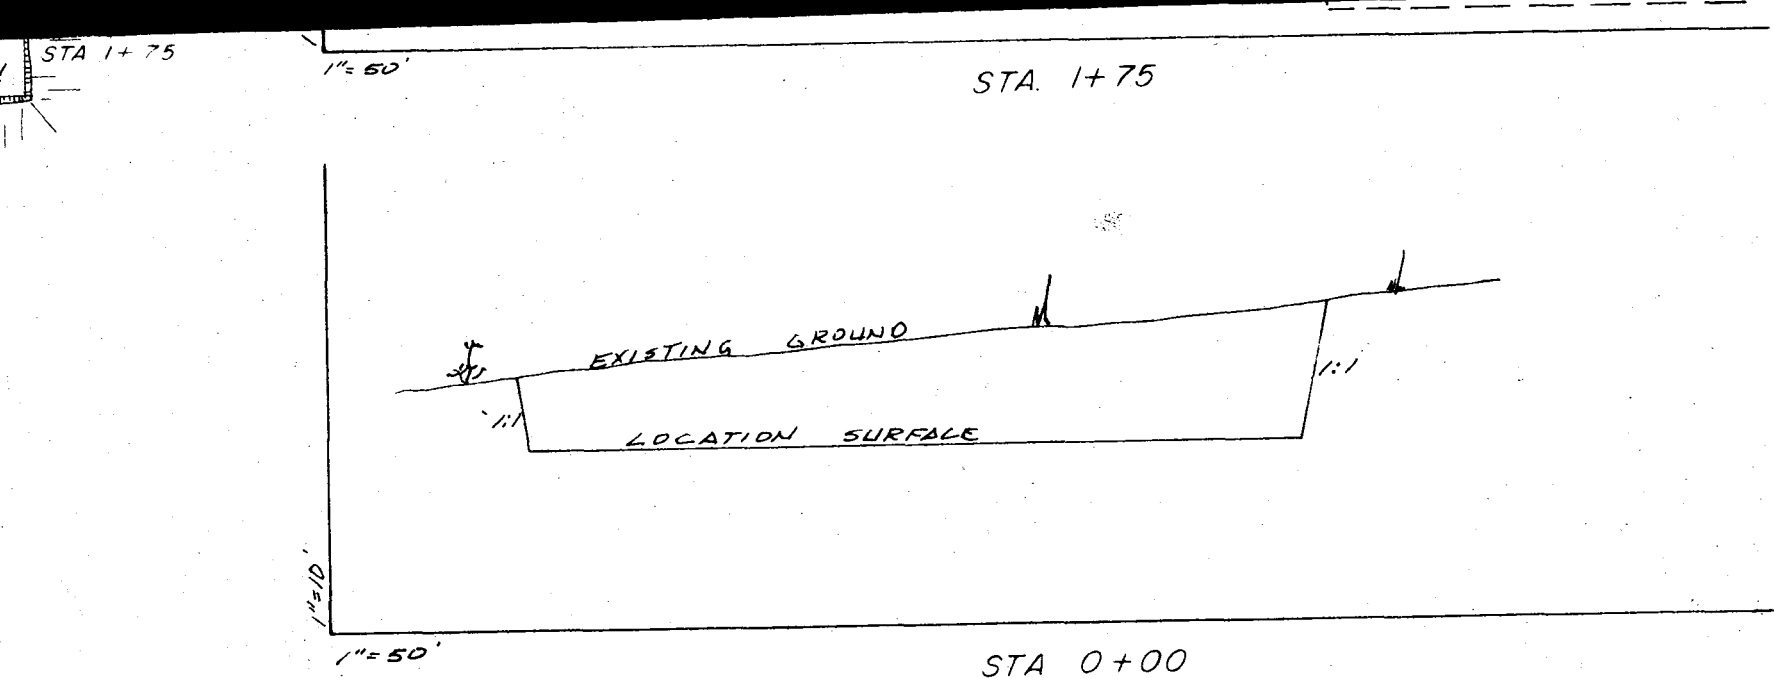 STA 1+75
1"=50'
STA. 1+75
EXISTING GROUND
1:1
1:1
LOCATION SURFACE
1"=10'
1"=50'
STA 0+00